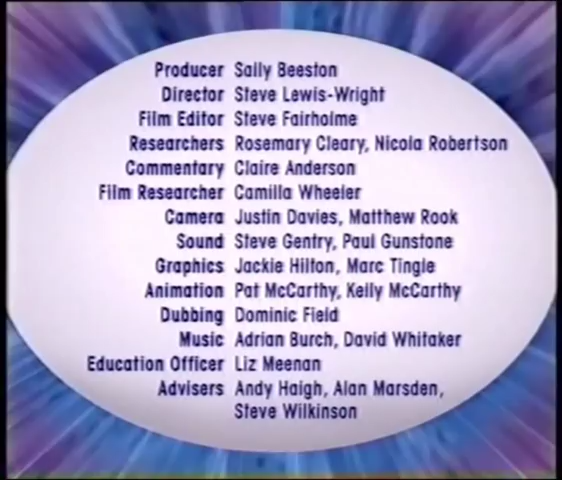 Producer Sally Beeston
Director Steve Lewis-Wright
Film Editor Steve Fairholme
Researchers Rosemary Cleary, Nicola Robertson
Commentary Claire Anderson
Film Researcher Camilla Wheeler
Camera Justin Davies, Matthew Rook
Sound Steve Gentry, Paul Gunstone
Graphics Jackie Hilton, Marc Tingle
Animation Pat McCarthy, Kelly McCarthy
Dubbing Dominic Field
Music Adrian Burch, David Whitaker
Education Officer Liz Meenan
Advisers Andy Haigh, Alan Marsden,
Steve Wilkinson